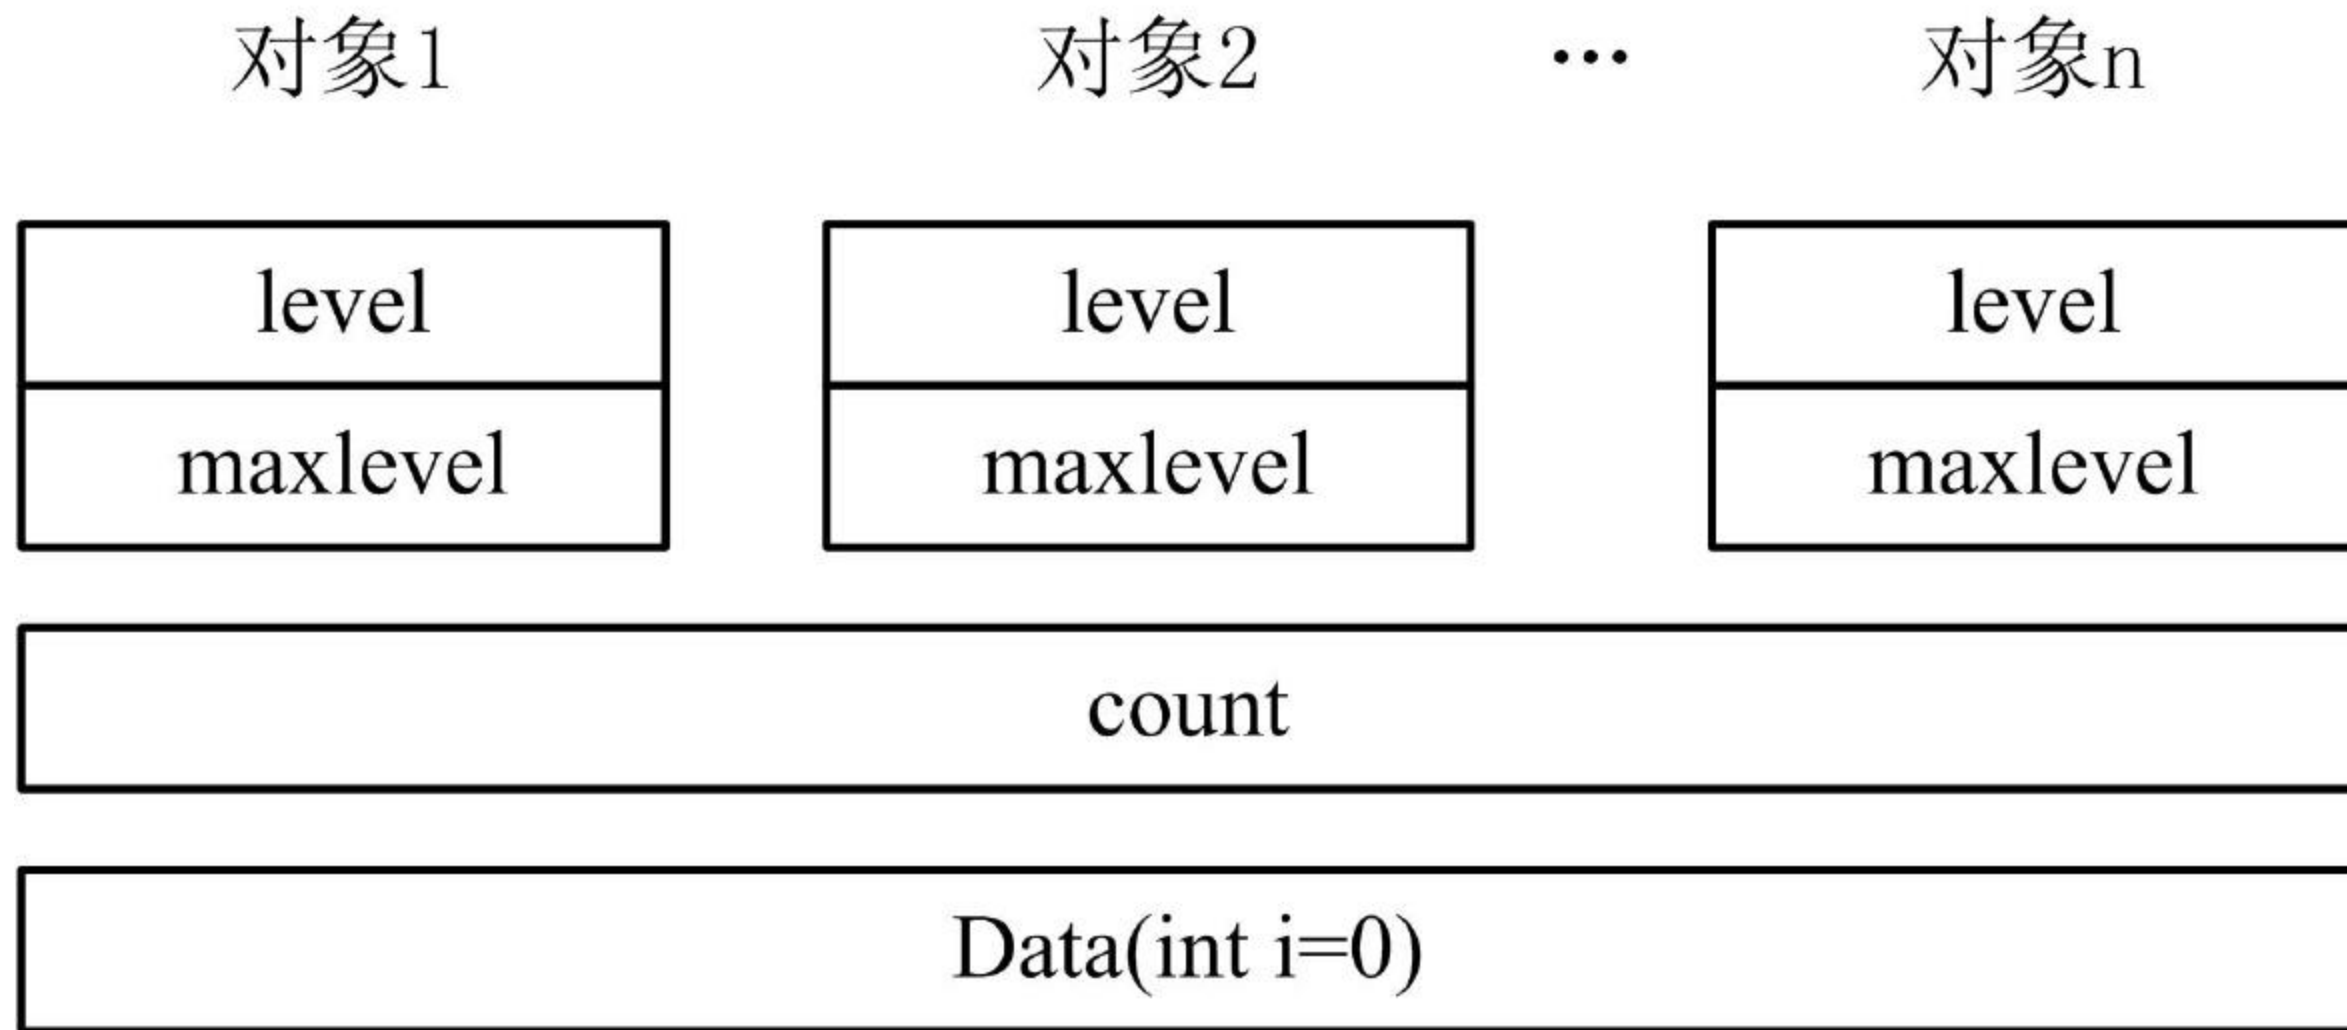 对象1 对象2 … 对象n
level level level
maxlevel maxlevel maxlevel
count
Data(int i=0)